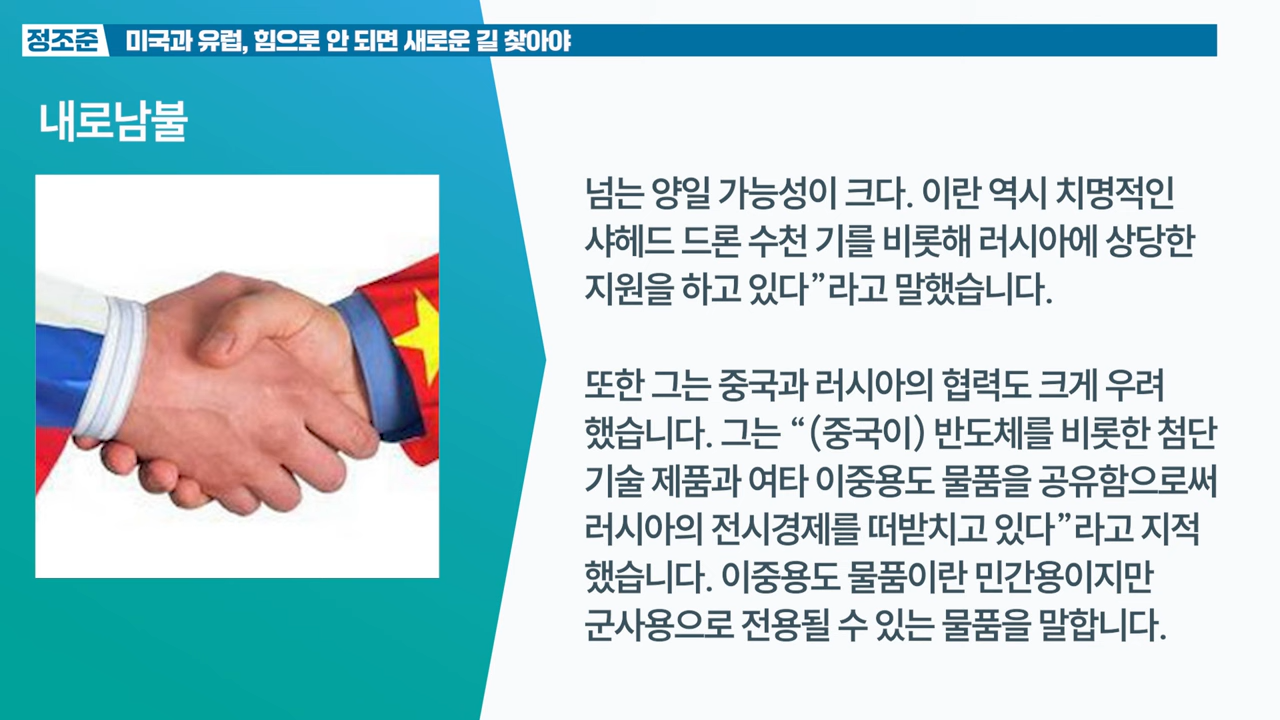 정조준
미국과 유럽, 힘으로 안 되면 새로운 길 찾아야
내로남불
넘는 양일 가능성이 크다. 이란 역시 치명적인
샤헤드 드론 수천 기를 비롯해 러시아에 상당한
지원을 하고 있다”라고 말했습니다.
또한 그는 중국과 러시아의 협력도 크게 우려
했습니다. 그는 “(중국이) 반도체를 비롯한 첨단
기술 제품과 여타 이중용도 물품을 공유함으로써
러시아의 전시경제를 떠받치고 있다”라고 지적
했습니다. 이중용도 물품이란 민간용이지만
군사용으로 전용될 수 있는 물품을 말합니다.